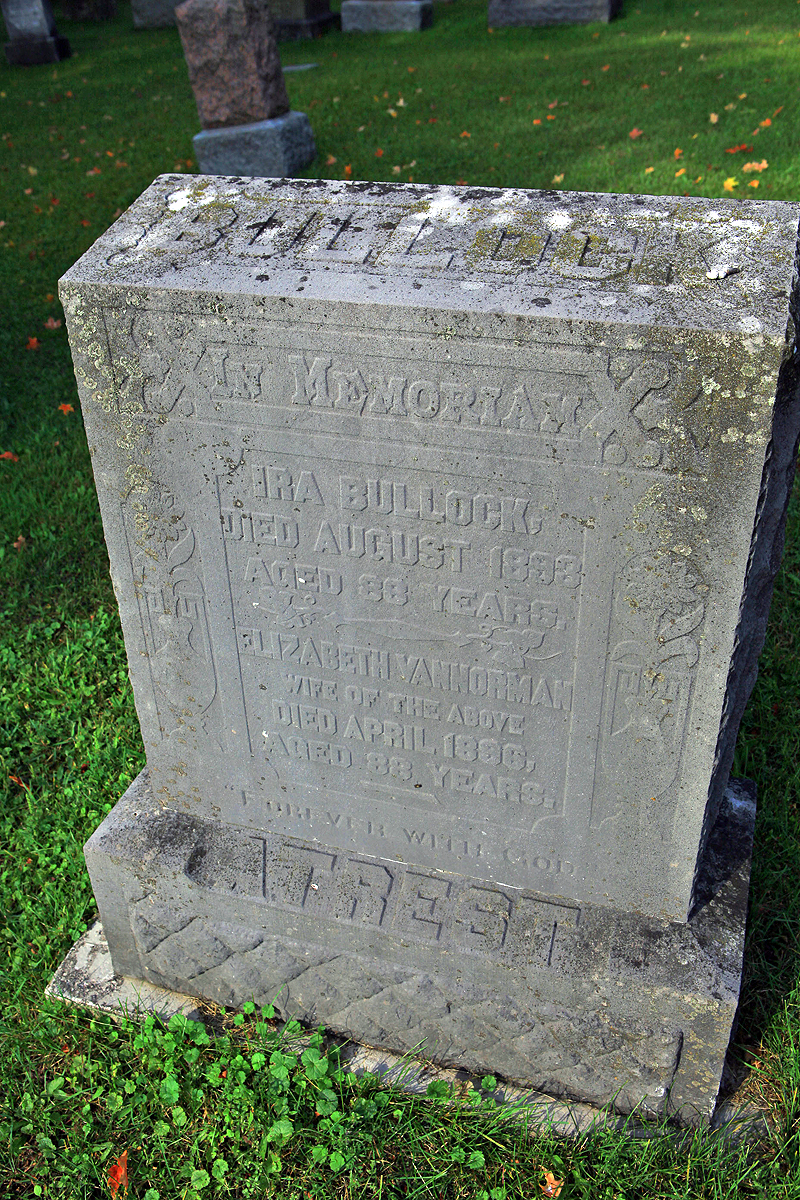 BULLOCK
IN MEMORIAM
IRA BULLOCK,
DIED AUGUST 1893
AGED 88 YEARS.
ELIZABETH VANNORMAN
WIFE OF THE ABOVE
DIED APRIL, 1896,
AGED 88 YEARS.
FOREVER WITH GOD
AT REST